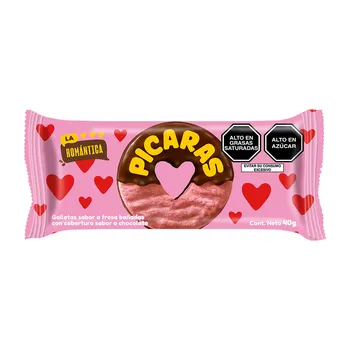 LA
ROMÁNTICA
PICARAS
ALTO EN
GRASAS
SATURADAS
ALTO EN
AZÚCAR
EVITAR SU CONSUMO
EXCESIVO
Galletas sabor a fresa bañadas
con cobertura sabor a chocolate
Cont. Neto 40g